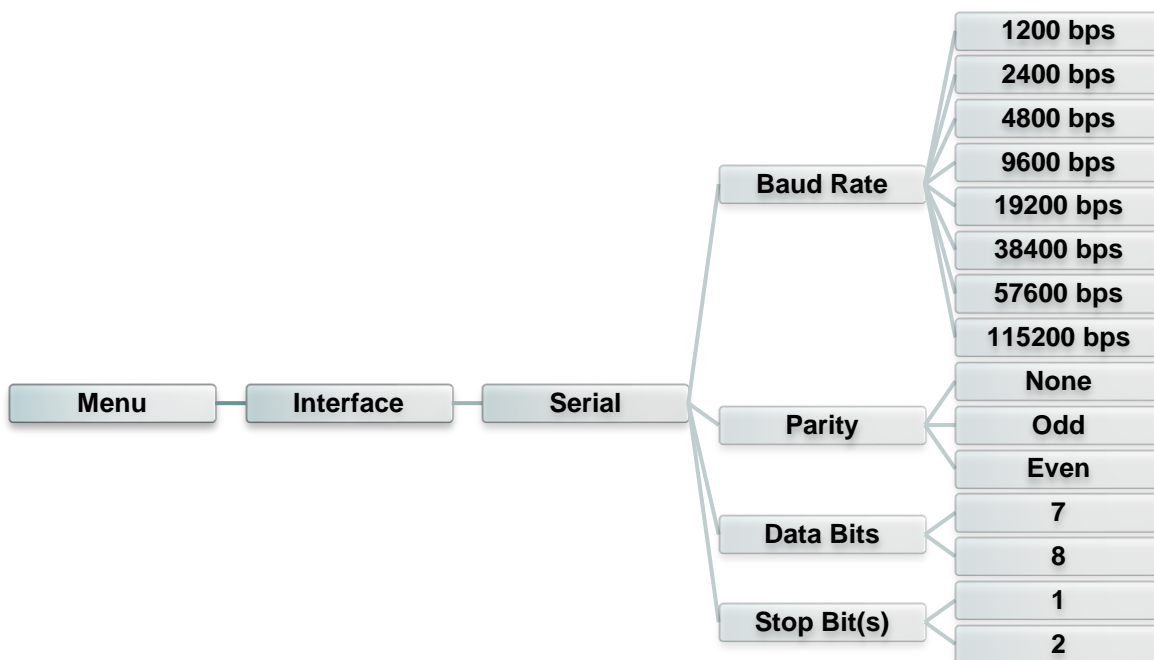 Menu
Interface
Serial
Baud Rate
1200 bps
2400 bps
4800 bps
9600 bps
19200 bps
38400 bps
57600 bps
115200 bps
Parity
None
Odd
Even
Data Bits
7
8
Stop Bit(s)
1
2